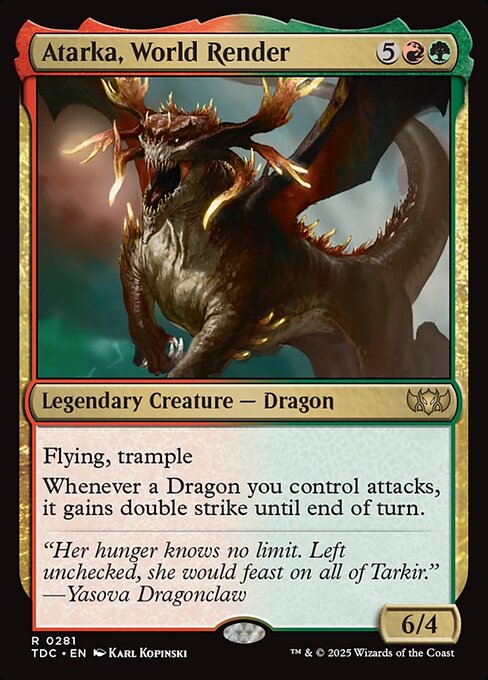 Atarka, World Render 5
Legendary Creature — Dragon
Flying, trample
Whenever a Dragon you control attacks,
it gains double strike until end of turn.
“Her hunger knows no limit. Left
unchecked, she would feast on all of Tarkir.”
—Yasova Dragonclaw
6/4
R 0281
TDC • EN Karl Kopinski
™ & © 2025 Wizards of the Coast